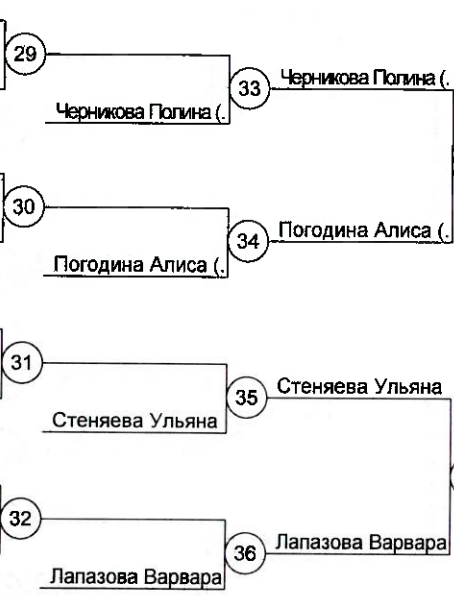 29
33
Черникова Полина (.
Черникова Полина (.
30
34
Погодина Алиса (.
Погодина Алиса (.
31
35
Стеняева Ульяна
Стеняева Ульяна
32
36
Лапазова Варвара
Лапазова Варвара